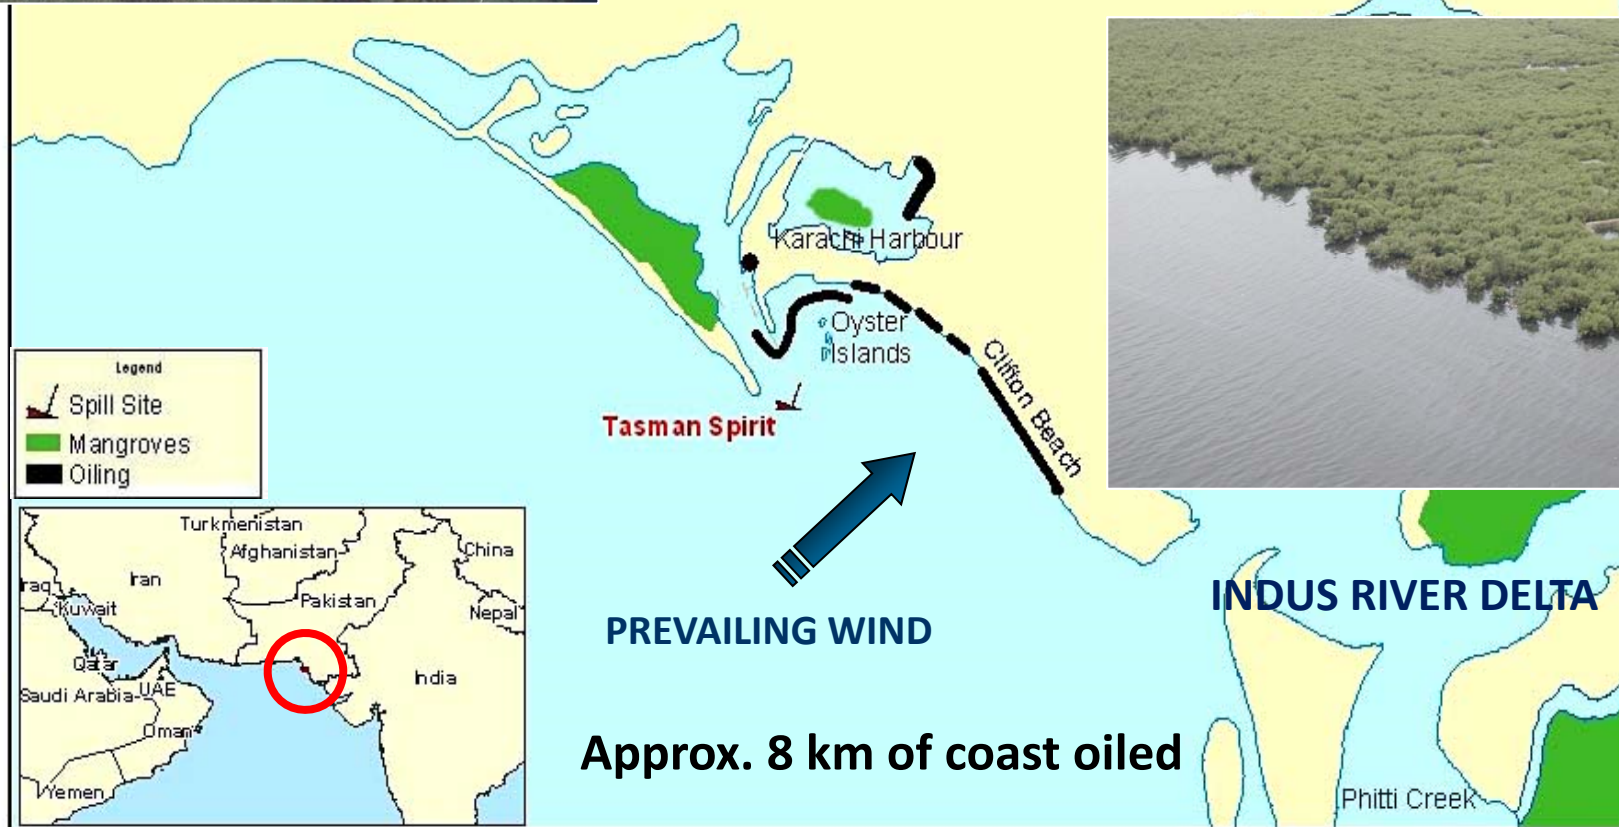 Karachi Harbour
Oyster
Islands
Clifton Beach
Tasman Spirit
Legend
Spill Site
Mangroves
Oiling
PREVAILING WIND
INDUS RIVER DELTA
Approx. 8 km of coast oiled
Phitti Creek
Turkmenistan
Afghanistan
China
Iran
Iraq
Kuwait
Pakistan
Nepal
Qatar
Saudi Arabia
UAE
India
Oman
Yemen